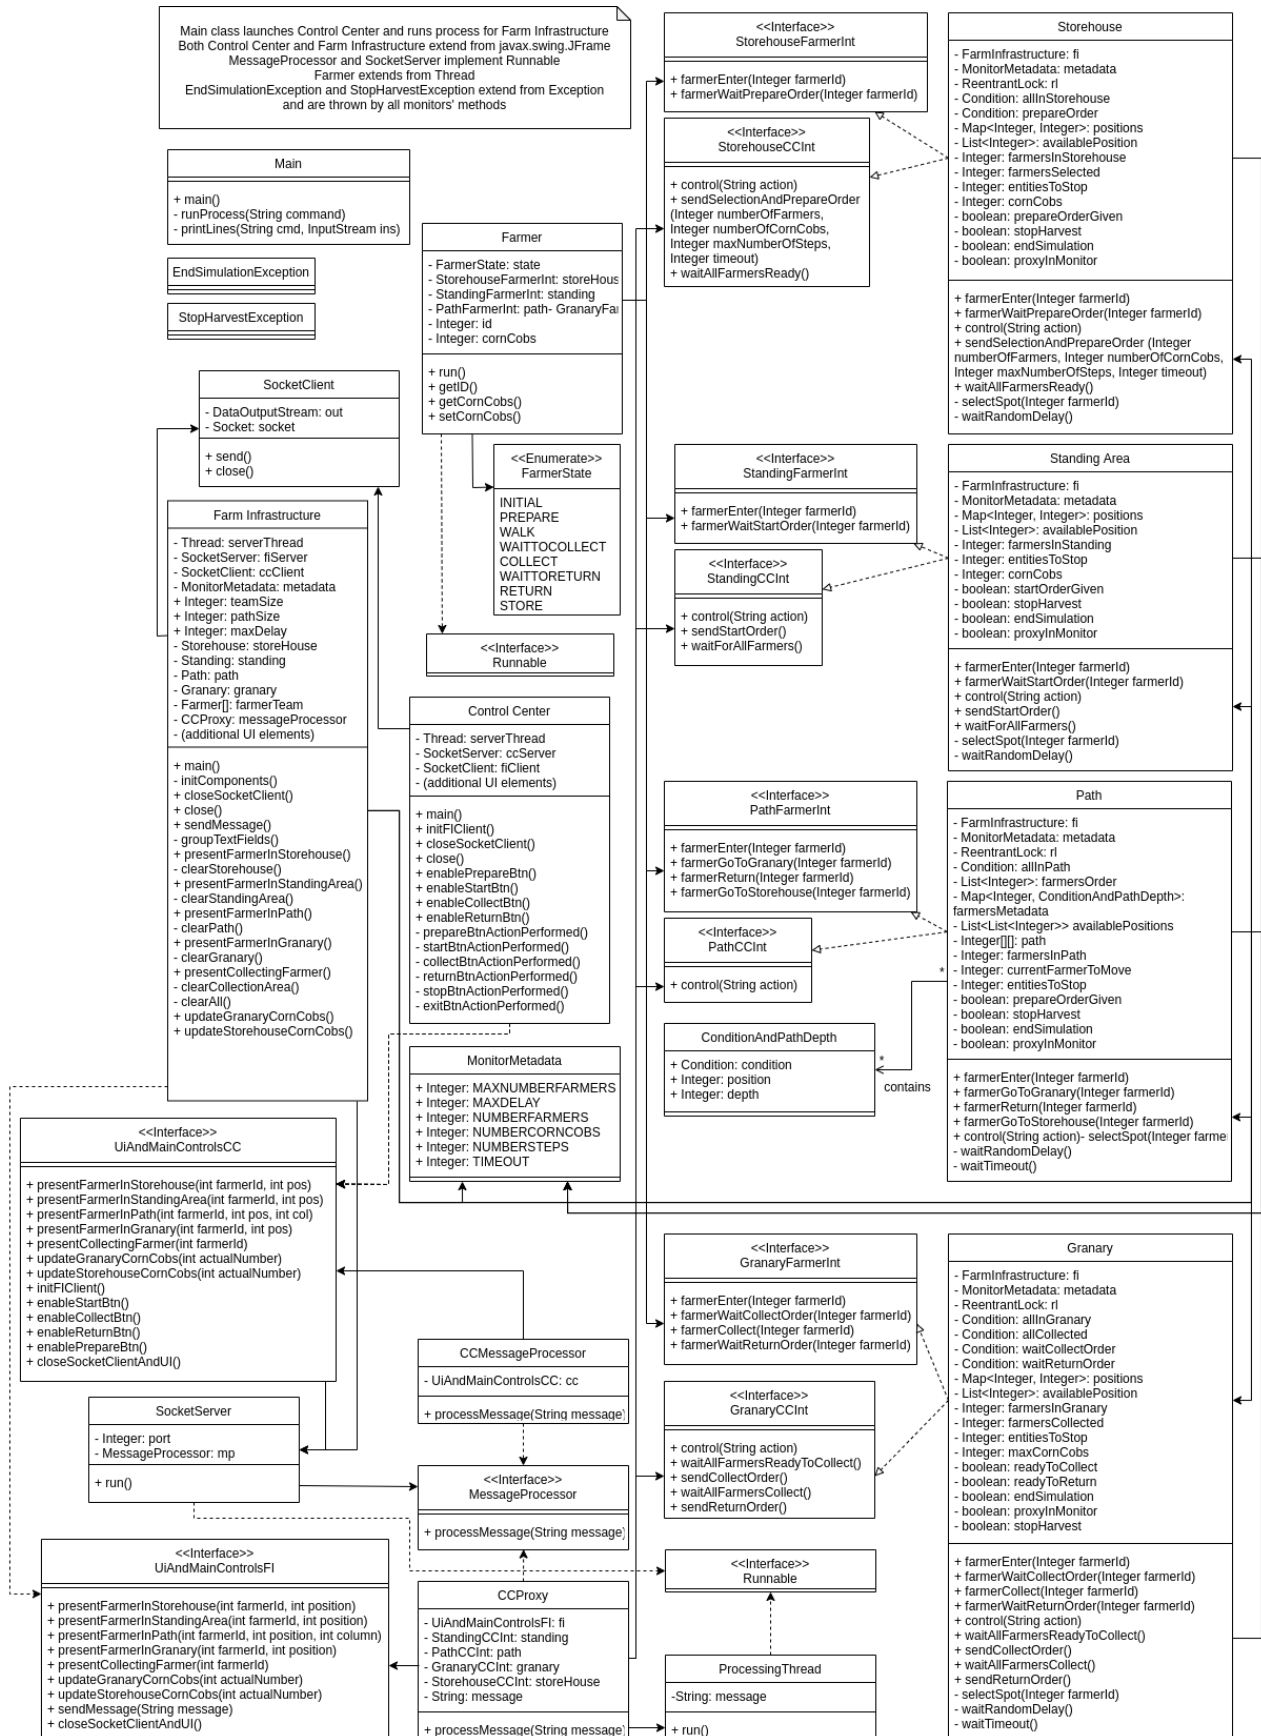 Main class launches Control Center and runs process for Farm Infrastructure
Both Control Center and Farm Infrastructure extend from javax.swing.JFrame
MessageProcessor and SocketServer implement Runnable
Farmer extends from Thread
EndSimulationException and StopHarvestException extend from Exception
and are thrown by all monitors' methods
Main
+ main()
- runProcess(String command)
- printLines(String cmd, InputStream ins)
EndSimulationException
StopHarvestException
SocketClient
- DataOutputStream: out
- Socket: socket
+ send()
+ close()
Farm Infrastructure
- Thread: serverThread
- SocketServer: fiServer
- SocketClient: ccClient
- MonitorMetadata: metadata
+ Integer: teamSize
+ Integer: pathSize
+ Integer: maxDelay
- Storehouse: storeHouse
- Standing: standing
- Path: path
- Granary: granary
- Farmer[]: farmerTeam
- CCProxy: messageProcessor
- (additional UI elements)
+ main()
- initComponents()
+ closeSocketClient()
+ close()
+ sendMessage()
- groupTextFields()
+ presentFarmerInStorehouse()
- clearStorehouse()
+ presentFarmerInStandingArea()
- clearStandingArea()
+ presentFarmerInPath()
- clearPath()
+ presentFarmerInGranary()
- clearGranary()
+ presentCollectingFarmer()
- clearCollectionArea()
- clearAll()
+ updateGranaryCornCobs()
+ updateStorehouseCornCobs()
Farmer
- FarmerState: state
- StorehouseFarmerInt: storeHous
- StandingFarmerInt: standing
- PathFarmerInt: path- GranaryFar
- Integer: id
- Integer: cornCobs
+ run()
+ getID()
+ getCornCobs()
+ setCornCobs()
<<Enumerate>>
FarmerState
INITIAL
PREPARE
WALK
WAITTOCOLLECT
COLLECT
WAITTORETURN
RETURN
STORE
<<Interface>>
Runnable
Control Center
- Thread: serverThread
- SocketServer: ccServer
- SocketClient: fiClient
- (additional UI elements)
+ main()
+ initFIClient()
+ closeSocketClient()
+ close()
+ enablePrepareBtn()
+ enableStartBtn()
+ enableCollectBtn()
+ enableReturnBtn()
- prepareBtnActionPerformed()
- startBtnActionPerformed()
- collectBtnActionPerformed()
- returnBtnActionPerformed()
- stopBtnActionPerformed()
- exitBtnActionPerformed()
MonitorMetadata
+ Integer: MAXNUMBERFARMERS
+ Integer: MAXDELAY
+ Integer: NUMBERFARMERS
+ Integer: NUMBERCORNCOBS
+ Integer: NUMBERSTEPS
+ Integer: TIMEOUT
<<Interface>>
UiAndMainControlsCC
+ presentFarmerInStorehouse(int farmerId, int pos)
+ presentFarmerInStandingArea(int farmerId, int pos)
+ presentFarmerInPath(int farmerId, int pos, int col)
+ presentFarmerInGranary(int farmerId, int pos)
+ presentCollectingFarmer(int farmerId)
+ updateGranaryCornCobs(int actualNumber)
+ updateStorehouseCornCobs(int actualNumber)
+ initFIClient()
+ enableStartBtn()
+ enableCollectBtn()
+ enableReturnBtn()
+ enablePrepareBtn()
+ closeSocketClientAndUI()
SocketServer
- Integer: port
- MessageProcessor: mp
+ run()
<<Interface>>
UiAndMainControlsFI
+ presentFarmerInStorehouse(int farmerId, int position)
+ presentFarmerInStandingArea(int farmerId, int position)
+ presentFarmerInPath(int farmerId, int position, int column)
+ presentFarmerInGranary(int farmerId, int position)
+ presentCollectingFarmer(int farmerId)
+ updateGranaryCornCobs(int actualNumber)
+ updateStorehouseCornCobs(int actualNumber)
+ sendMessage(String message)
+ closeSocketClientAndUI()
CCMessageProcessor
- UiAndMainControlsCC: cc
+ processMessage(String message)
<<Interface>>
MessageProcessor
+ processMessage(String message)
CCProxy
- UiAndMainControlsFI: fi
- StandingCCInt: standing
- PathCCInt: path
- GranaryCCInt: granary
- StorehouseCCInt: storeHouse
- String: message
+ processMessage(String message)
<<Interface>>
StorehouseFarmerInt
+ farmerEnter(Integer farmerId)
+ farmerWaitPrepareOrder(Integer farmerId)
<<Interface>>
StorehouseCCInt
+ control(String action)
+ sendSelectionAndPrepareOrder
(Integer numberOfFarmers,
Integer numberOfCornCobs,
Integer maxNumberOfSteps,
Integer timeout)
+ waitAllFarmersReady()
<<Interface>>
StandingFarmerInt
+ farmerEnter(Integer farmerId)
+ farmerWaitStartOrder(Integer farmerId)
<<Interface>>
StandingCCInt
+ control(String action)
+ sendStartOrder()
+ waitForAllFarmers()
<<Interface>>
PathFarmerInt
+ farmerEnter(Integer farmerId)
+ farmerGoToGranary(Integer farmerId)
+ farmerReturn(Integer farmerId)
+ farmerGoToStorehouse(Integer farmerId)
<<Interface>>
PathCCInt
+ control(String action)
ConditionAndPathDepth
+ Condition: condition
+ Integer: position
+ Integer: depth
*
*
contains
<<Interface>>
GranaryFarmerInt
+ farmerEnter(Integer farmerId)
+ farmerWaitCollectOrder(Integer farmerId)
+ farmerCollect(Integer farmerId)
+ farmerWaitReturnOrder(Integer farmerId)
<<Interface>>
GranaryCCInt
+ control(String action)
+ waitAllFarmersReadyToCollect()
+ sendCollectOrder()
+ waitAllFarmersCollect()
+ sendReturnOrder()
<<Interface>>
Runnable
ProcessingThread
-String: message
+ run()
Storehouse
- FarmInfrastructure: fi
- MonitorMetadata: metadata
- ReentrantLock: rl
- Condition: allInStorehouse
- Condition: prepareOrder
- Map<Integer, Integer>: positions
- List<Integer>: availablePosition
- Integer: farmersInStorehouse
- Integer: farmersSelected
- Integer: entitiesToStop
- Integer: cornCobs
- boolean: prepareOrderGiven
- boolean: stopHarvest
- boolean: endSimulation
- boolean: proxyInMonitor
+ farmerEnter(Integer farmerId)
+ farmerWaitPrepareOrder(Integer farmerId)
+ control(String action)
+ sendSelectionAndPrepareOrder (Integer
numberOfFarmers, Integer numberOfCornCobs,
Integer maxNumberOfSteps, Integer timeout)
+ waitAllFarmersReady()
- selectSpot(Integer farmerId)
- waitRandomDelay()
Standing Area
- FarmInfrastructure: fi
- MonitorMetadata: metadata
- Map<Integer, Integer>: positions
- List<Integer>: availablePosition
- Integer: farmersInStanding
- Integer: entitiesToStop
- Integer: cornCobs
- boolean: startOrderGiven
- boolean: stopHarvest
- boolean: endSimulation
- boolean: proxyInMonitor
+ farmerEnter(Integer farmerId)
+ farmerWaitStartOrder(Integer farmerId)
+ control(String action)
+ sendStartOrder()
+ waitForAllFarmers()
- selectSpot(Integer farmerId)
- waitRandomDelay()
Path
- FarmInfrastructure: fi
- MonitorMetadata: metadata
- ReentrantLock: rl
- Condition: allInPath
- List<Integer>: farmersOrder
- Map<Integer, ConditionAndPathDepth>:
farmersMetadata
- List<List<Integer>> availablePositions
- Integer[][]: path
- Integer: farmersInPath
- Integer: currentFarmerToMove
- Integer: entitiesToStop
- boolean: prepareOrderGiven
- boolean: stopHarvest
- boolean: endSimulation
- boolean: proxyInMonitor
+ farmerEnter(Integer farmerId)
+ farmerGoToGranary(Integer farmerId)
+ farmerReturn(Integer farmerId)
+ farmerGoToStorehouse(Integer farmerId)
+ control(String action)- selectSpot(Integer farme
- waitRandomDelay()
- waitTimeout()
Granary
- FarmInfrastructure: fi
- MonitorMetadata: metadata
- ReentrantLock: rl
- Condition: allInGranary
- Condition: allCollected
- Condition: waitCollectOrder
- Condition: waitReturnOrder
- Map<Integer, Integer>: positions
- List<Integer>: availablePosition
- Integer: farmersInGranary
- Integer: farmersCollected
- Integer: entitiesToStop
- Integer: maxCornCobs
- boolean: readyToCollect
- boolean: readyToReturn
- boolean: endSimulation
- boolean: proxyInMonitor
- boolean: stopHarvest
+ farmerEnter(Integer farmerId)
+ farmerWaitCollectOrder(Integer farmerId)
+ farmerCollect(Integer farmerId)
+ farmerWaitReturnOrder(Integer farmerId)
+ control(String action)
+ waitAllFarmersReadyToCollect()
+ sendCollectOrder()
+ waitAllFarmersCollect()
+ sendReturnOrder()
- selectSpot(Integer farmerId)
- waitRandomDelay()
- waitTimeout()